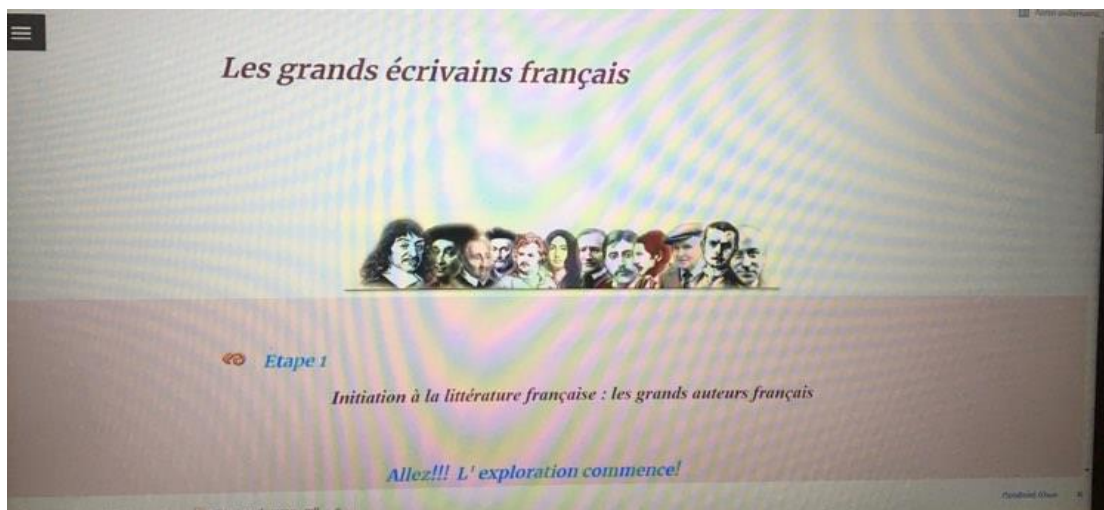 Les grands écrivains français
Etape 1
Initiation à la littérature française : les grands auteurs français
Allez!!! L' exploration commence!